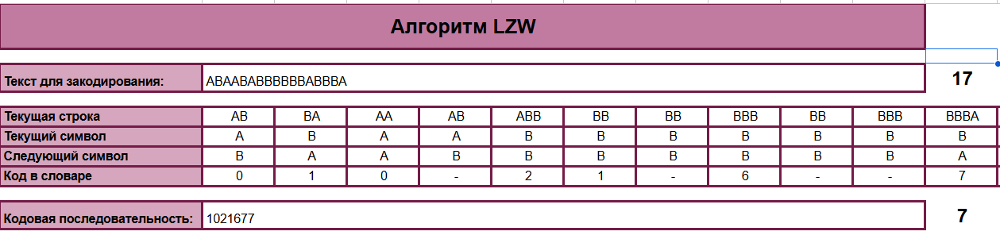 Алгоритм LZW
Текст для закодирования: ABAABABBBBBBABBBA 17
Текущая строка AB BA AA AB ABB BB BB BBB BB BBB BBBA
Текущий символ A B A A B B B B B B B
Следующий символ B A A B B B B B B B A
Код в словаре 0 1 0 - 2 1 - 6 - - 7
Кодовая последовательность: 1021677 7